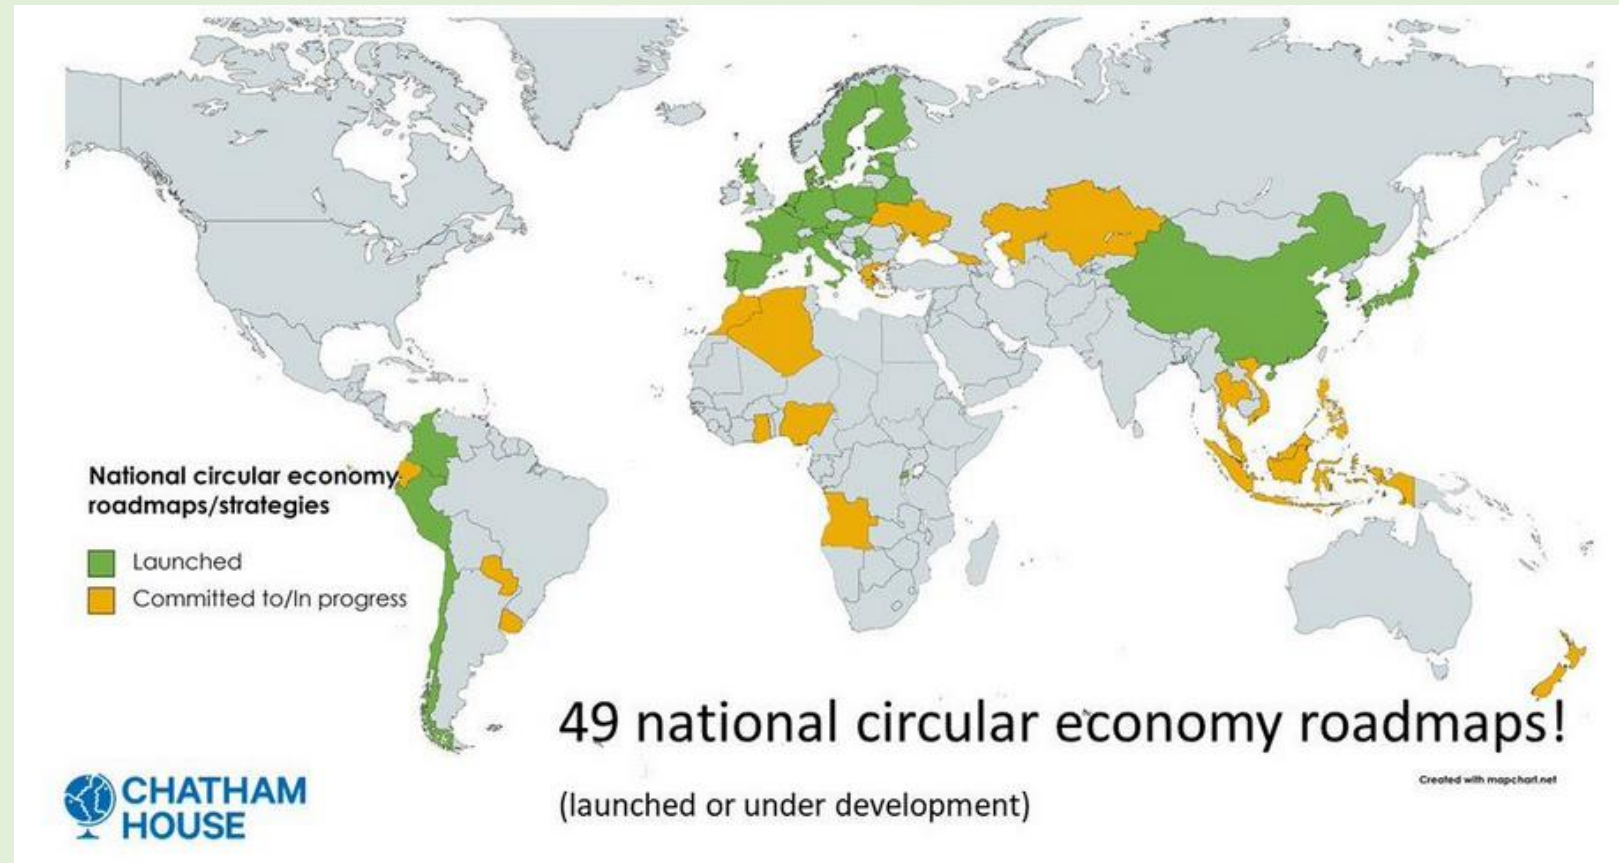 National circular economy
roadmaps/strategies
Launched
Committed to/In progress
49 national circular economy roadmaps!
Created with mapchart.net
(launched or under development)
CHATHAM
HOUSE